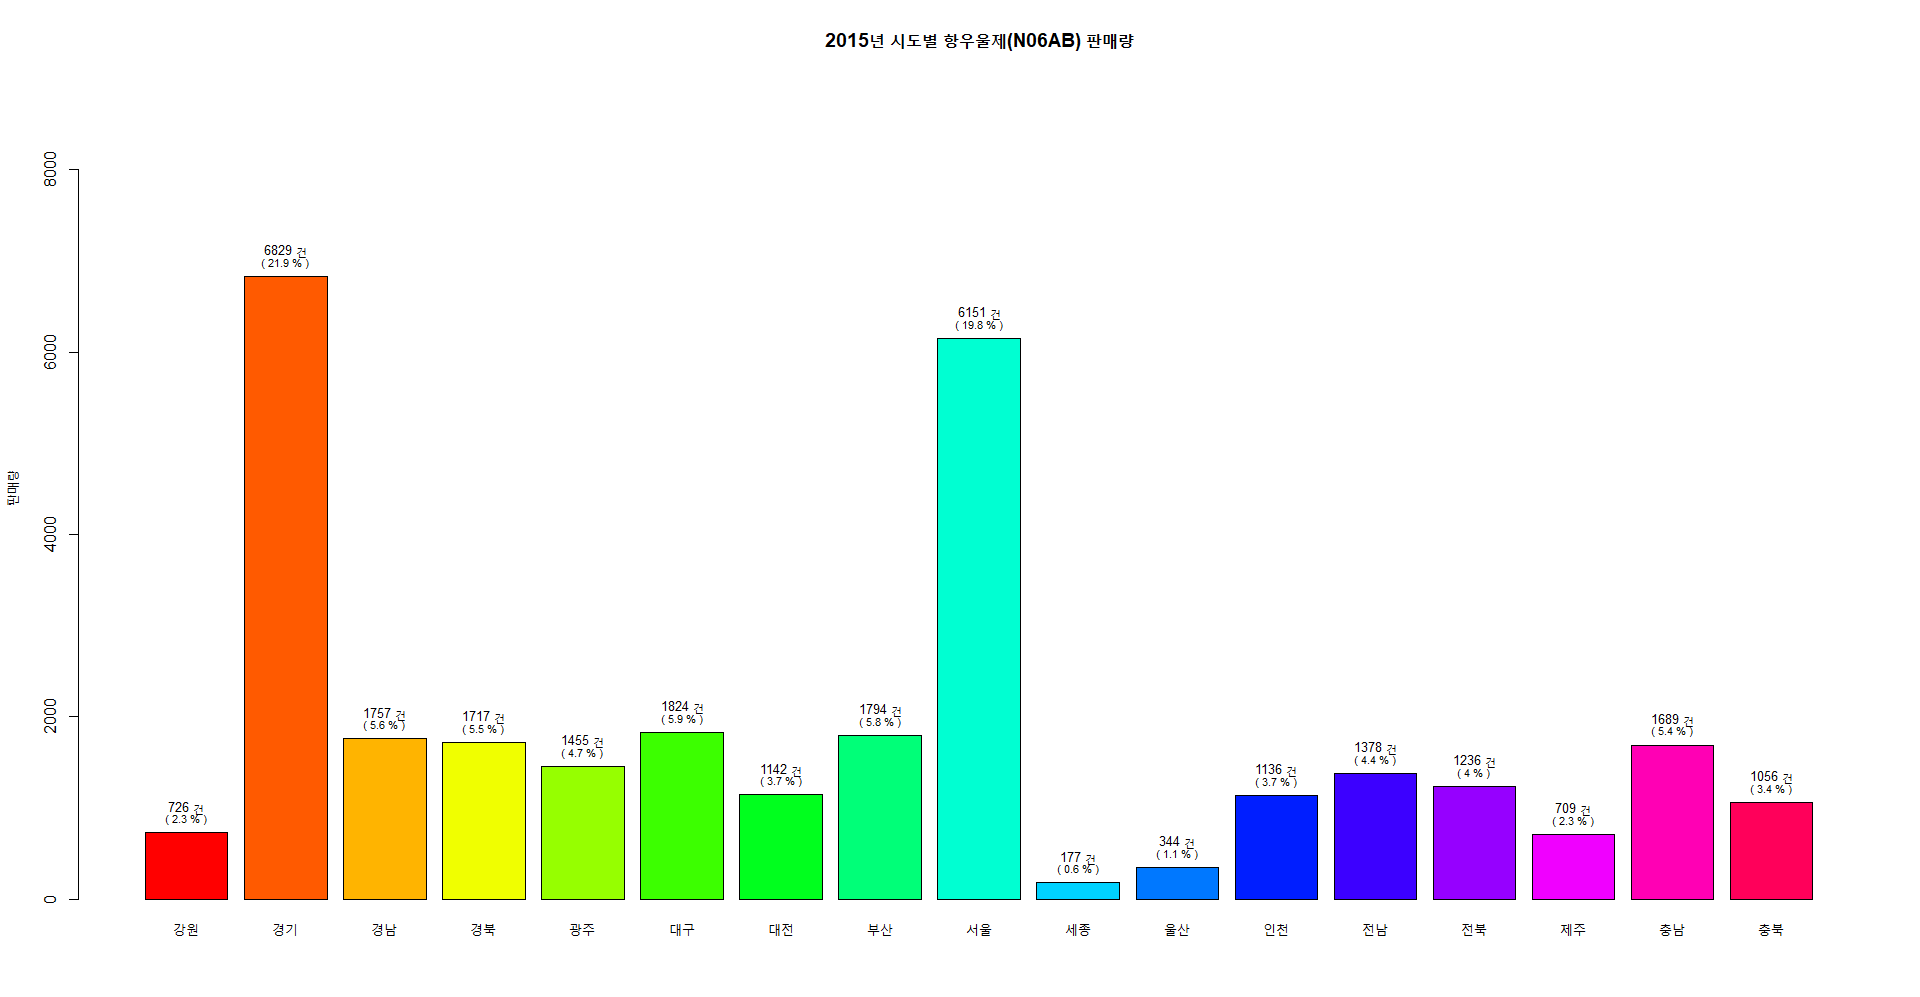 2015년 시도별 항우울제(N06AB) 판매량
판매량
8000
6000
4000
2000
0
726 건
( 2.3 % )
6829 건
( 21.9 % )
1757 건
( 5.6 % )
1717 건
( 5.5 % )
1455 건
( 4.7 % )
1824 건
( 5.9 % )
1142 건
( 3.7 % )
1794 건
( 5.8 % )
6151 건
( 19.8 % )
177 건
( 0.6 % )
344 건
( 1.1 % )
1136 건
( 3.7 % )
1378 건
( 4.4 % )
1236 건
( 4 % )
709 건
( 2.3 % )
1689 건
( 5.4 % )
1056 건
( 3.4 % )
강원 경기 경남 경북 광주 대구 대전 부산 서울 세종 울산 인천 전남 전북 제주 충남 충북